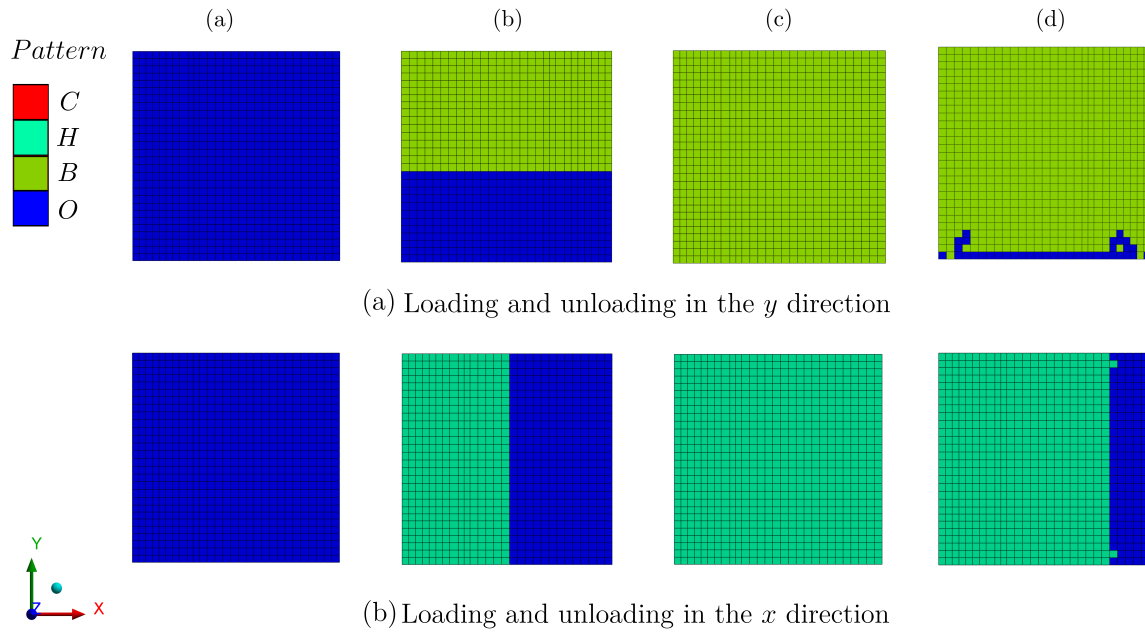 (a) (b) (c) (d)
Pattern
C
H
B
O
(a) Loading and unloading in the y direction
Y
Z
X
(b) Loading and unloading in the x direction